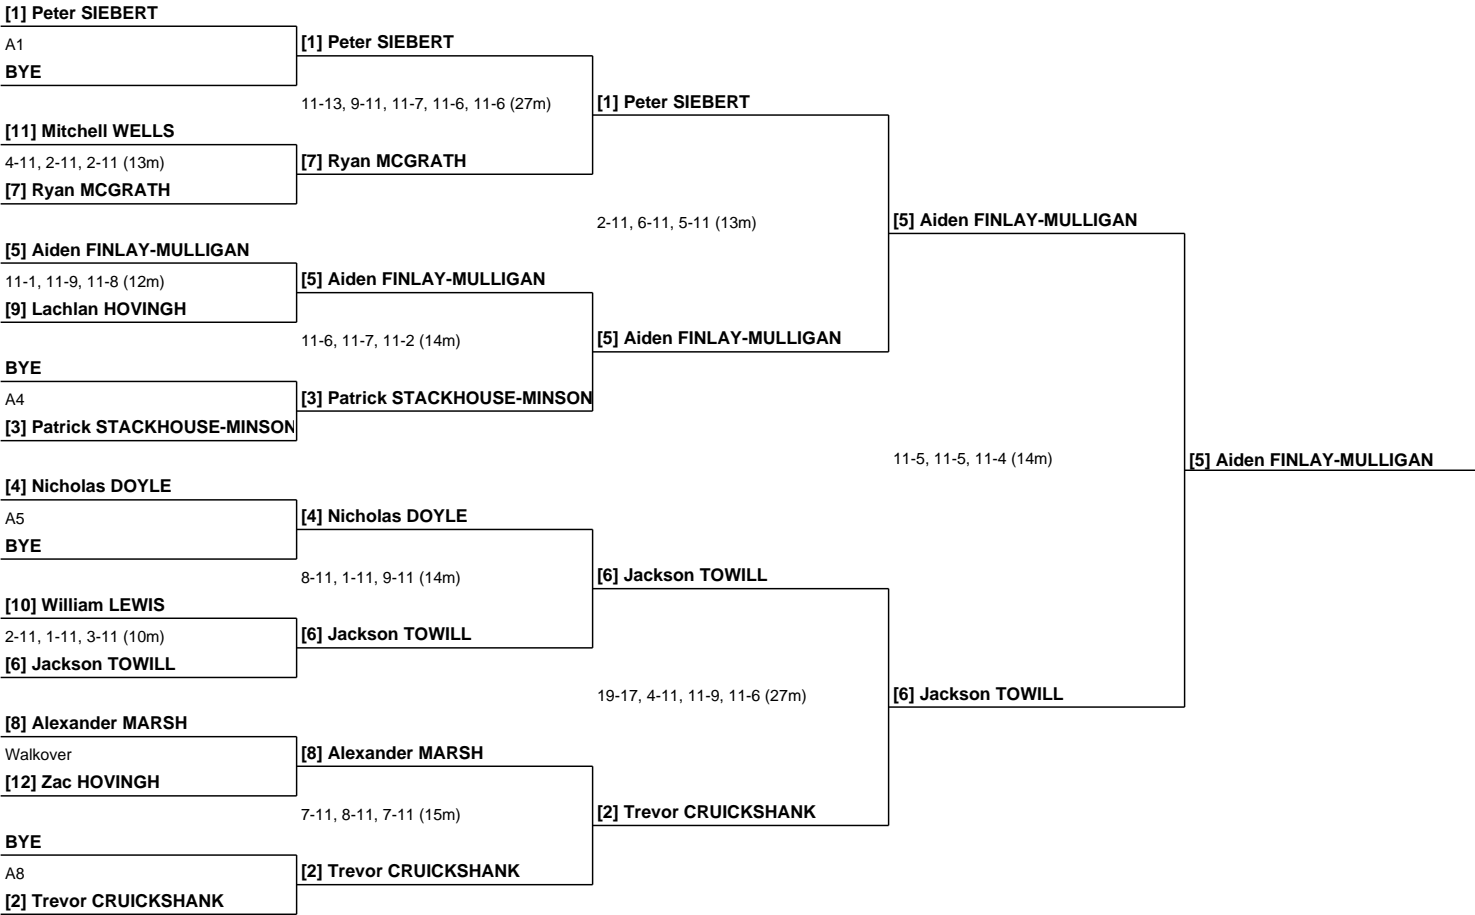 [1] Peter SIEBERT
A1
BYE
[11] Mitchell WELLS
4-11, 2-11, 2-11 (13m)
[7] Ryan MCGRATH
[5] Aiden FINLAY-MULLIGAN
11-1, 11-9, 11-8 (12m)
[9] Lachlan HOVINGH
BYE
A4
[3] Patrick STACKHOUSE-MINSON
[4] Nicholas DOYLE
A5
BYE
[10] William LEWIS
2-11, 1-11, 3-11 (10m)
[6] Jackson TOWILL
[8] Alexander MARSH
Walkover
[12] Zac HOVINGH
BYE
A8
[2] Trevor CRUICKSHANK
[1] Peter SIEBERT
11-13, 9-11, 11-7, 11-6, 11-6 (27m)
[7] Ryan MCGRATH
[5] Aiden FINLAY-MULLIGAN
11-6, 11-7, 11-2 (14m)
[3] Patrick STACKHOUSE-MINSON
[4] Nicholas DOYLE
8-11, 1-11, 9-11 (14m)
[6] Jackson TOWILL
[8] Alexander MARSH
7-11, 8-11, 7-11 (15m)
[2] Trevor CRUICKSHANK
[1] Peter SIEBERT
2-11, 6-11, 5-11 (13m)
[5] Aiden FINLAY-MULLIGAN
[6] Jackson TOWILL
19-17, 4-11, 11-9, 11-6 (27m)
[2] Trevor CRUICKSHANK
[5] Aiden FINLAY-MULLIGAN
11-5, 11-5, 11-4 (14m)
[6] Jackson TOWILL
[5] Aiden FINLAY-MULLIGAN